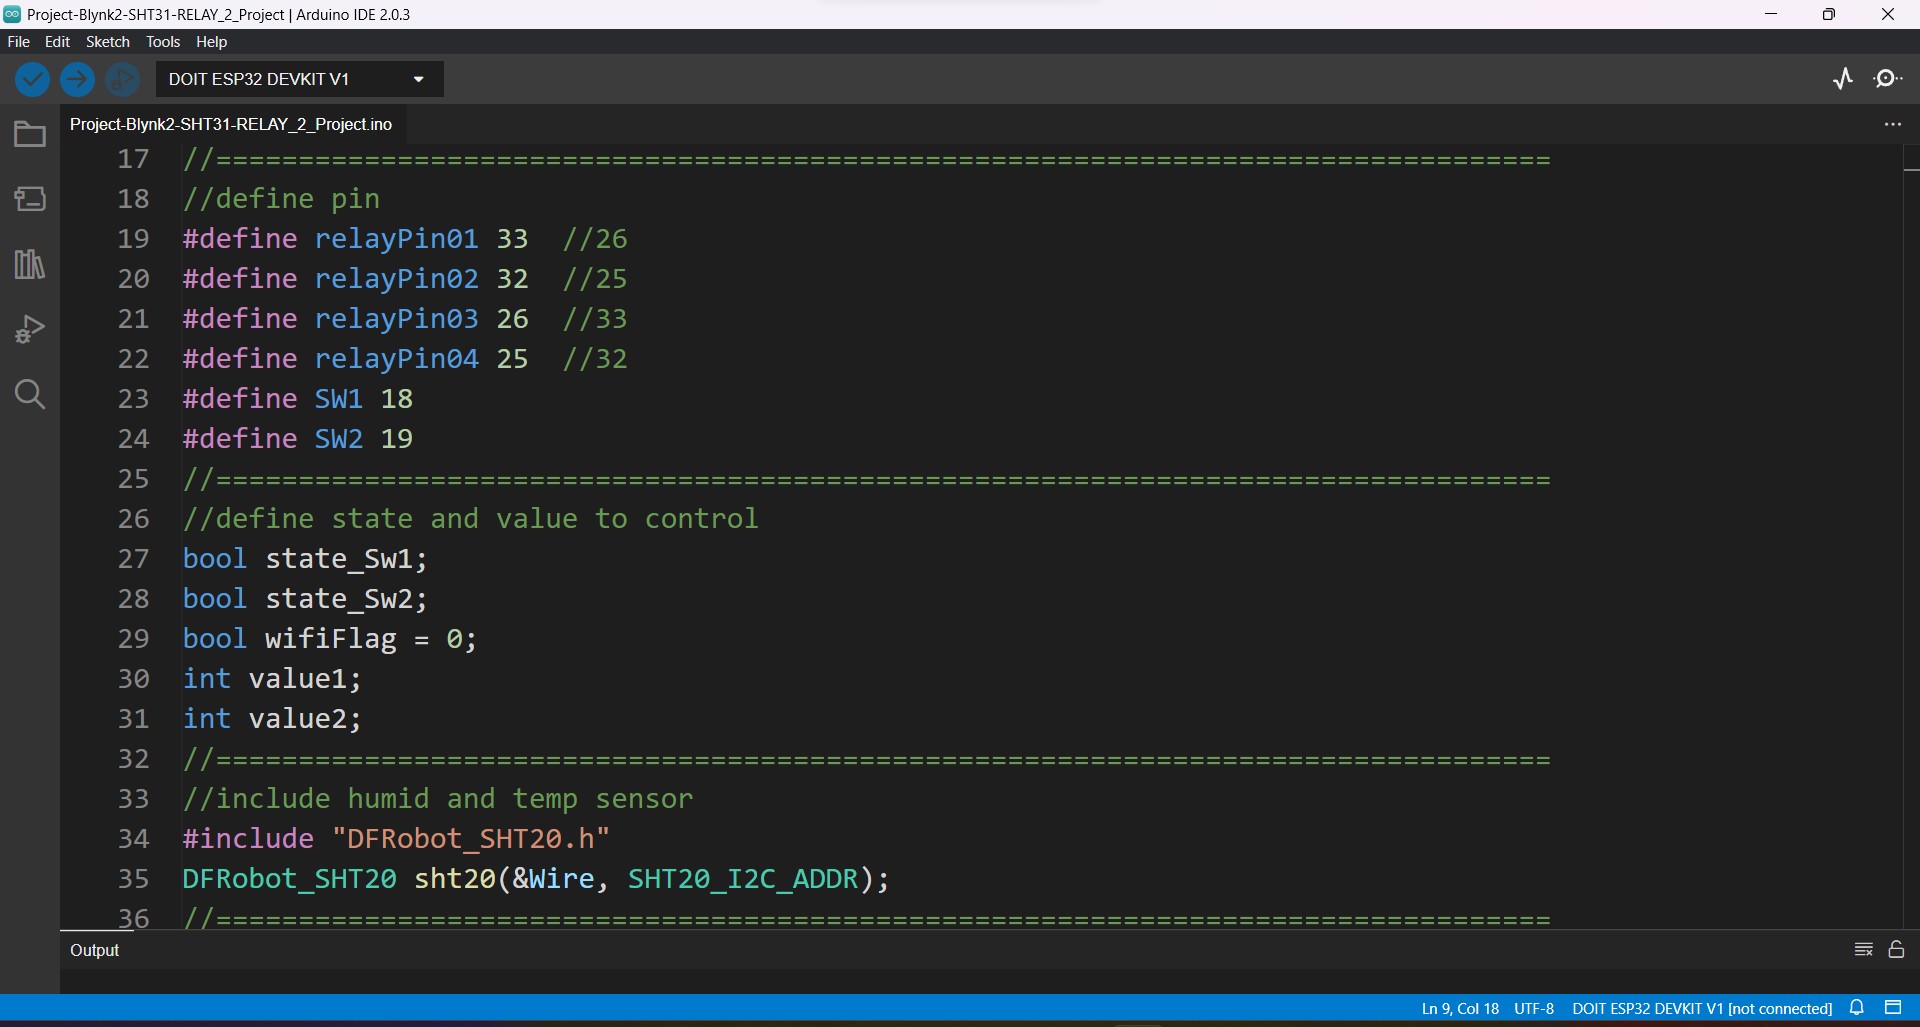 Project-Blynk2-SHT31-RELAY_2_Project | Arduino IDE 2.0.3
File Edit Sketch Tools Help
DOIT ESP32 DEVKIT V1
Project-Blynk2-SHT31-RELAY_2_Project.ino
17 //=================================================================================
18 //define pin
19 #define relayPin01 33  //26
20 #define relayPin02 32  //25
21 #define relayPin03 26  //33
22 #define relayPin04 25  //32
23 #define SW1 18
24 #define SW2 19
25 //=================================================================================
26 //define state and value to control
27 bool state_Sw1;
28 bool state_Sw2;
29 bool wifiFlag = 0;
30 int value1;
31 int value2;
32 //=================================================================================
33 //include humid and temp sensor
34 #include "DFRobot_SHT20.h"
35 DFRobot_SHT20 sht20(&Wire, SHT20_I2C_ADDR);
36 //=================================================================================
Output
Ln 9, Col 18 UTF-8 DOIT ESP32 DEVKIT V1 [not connected]